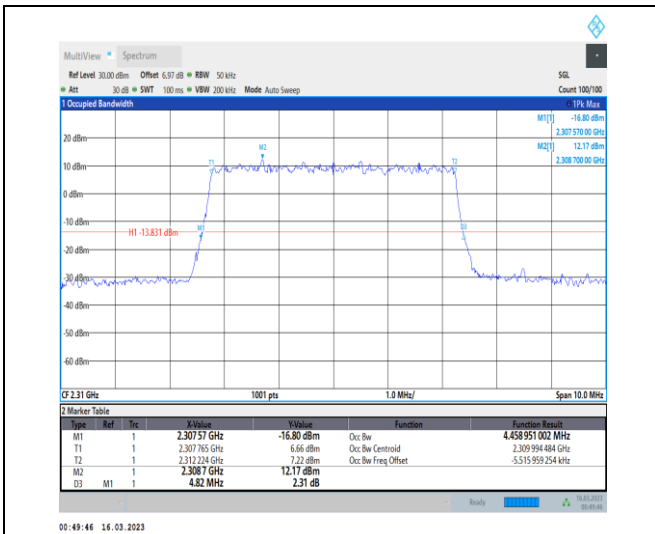 MultiView Spectrum
Ref Level 30.00 dBm Offset 6.97 dB RBW 50 kHz SGL
Att 30 dB SWT 100 ms VBW 200 kHz Mode Auto Sweep Count 100/100
1 Occupied Bandwidth 1Pk Max
M1[1] -16.80 dBm
2.307 570 00 GHz
M2[1] 12.17 dBm
2.308 700 00 GHz
20 dBm
M2
T1 T2
10 dBm
0 dBm
-10 dBm
H1 -13.831 dBm M1 D3
-30 dBm
-40 dBm
-50 dBm
-60 dBm
CF 2.31 GHz 1001 pts 1.0 MHz/ Span 10.0 MHz
2 Marker Table
Type Ref Trc X-Value Y-Value Function Function Result
M1 1 2.307 57 GHz -16.80 dBm Occ Bw 4.458 951 002 MHz
T1 1 2.307 765 GHz 6.66 dBm Occ Bw Centroid 2.309 994 484 GHz
T2 1 2.312 224 GHz 7.22 dBm Occ Bw Freq Offset -5.515 959 254 kHz
M2 1 2.308 7 GHz 12.17 dBm
D3 M1 1 4.82 MHz 2.31 dB
Ready 16.03.2023
00:49:46
00:49:46 16.03.2023